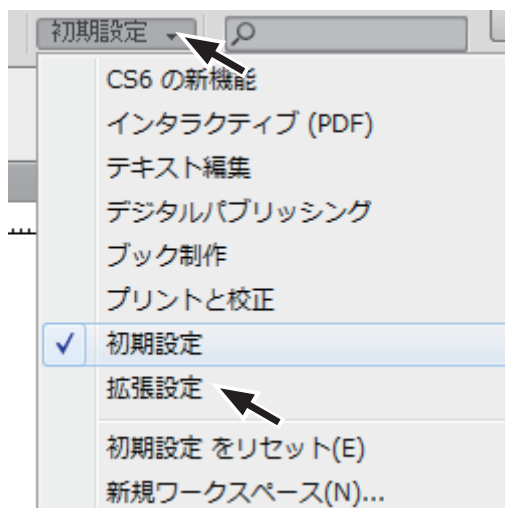 初期設定
CS6 の新機能
インタラクティブ (PDF)
テキスト編集
デジタルパブリッシング
ブック制作
プリントと校正
初期設定
拡張設定
初期設定 をリセット(E)
新規ワークスペース(N)...